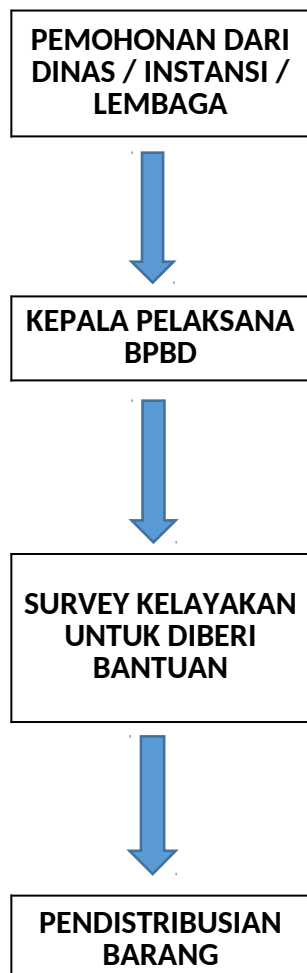 PEMOHONAN DARI
DINAS / INSTANSI /
LEMBAGA
KEPALA PELAKSANA
BPBD
SURVEY KELAYAKAN
UNTUK DIBERI
BANTUAN
PENDISTRIBUSIAN
BARANG